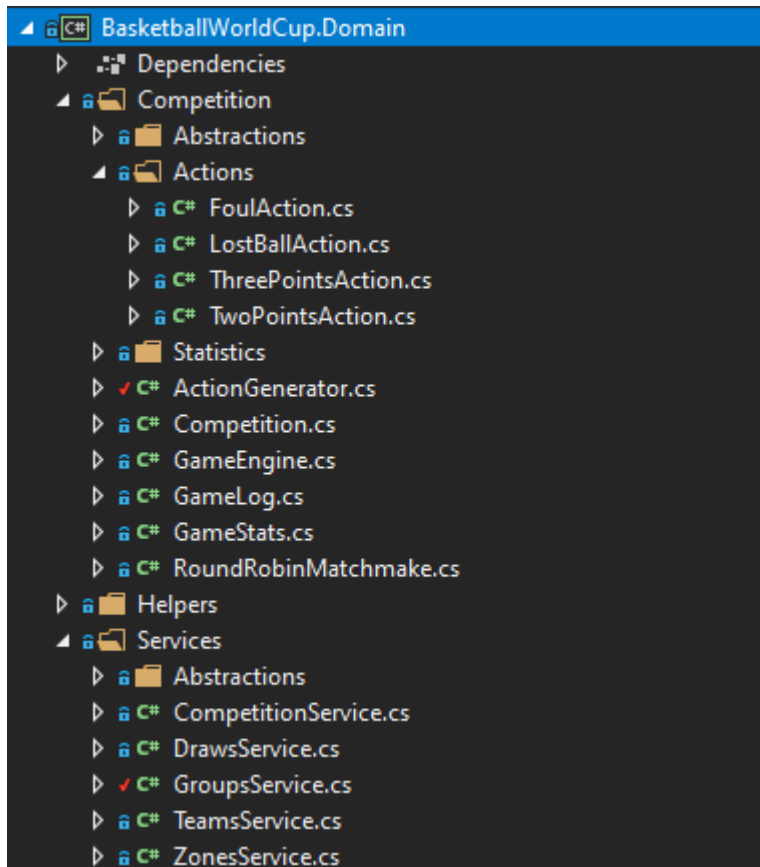 C# BasketballWorldCup.Domain
Dependencies
Competition
Abstractions
Actions
C# FoulAction.cs
C# LostBallAction.cs
C# ThreePointsAction.cs
C# TwoPointsAction.cs
Statistics
C# ActionGenerator.cs
C# Competition.cs
C# GameEngine.cs
C# GameLog.cs
C# GameStats.cs
C# RoundRobinMatchmake.cs
Helpers
Services
Abstractions
C# CompetitionService.cs
C# DrawsService.cs
C# GroupsService.cs
C# TeamsService.cs
C# ZonesService.cs